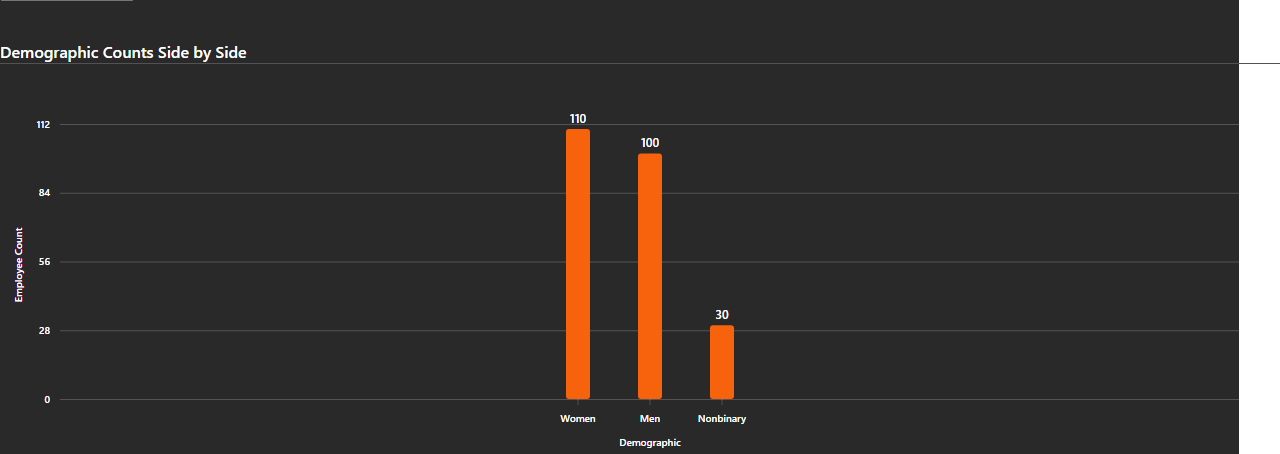 Demographic Counts Side by Side
110
100
30
112
84
56
28
0
Employee Count
Women Men Nonbinary
Demographic